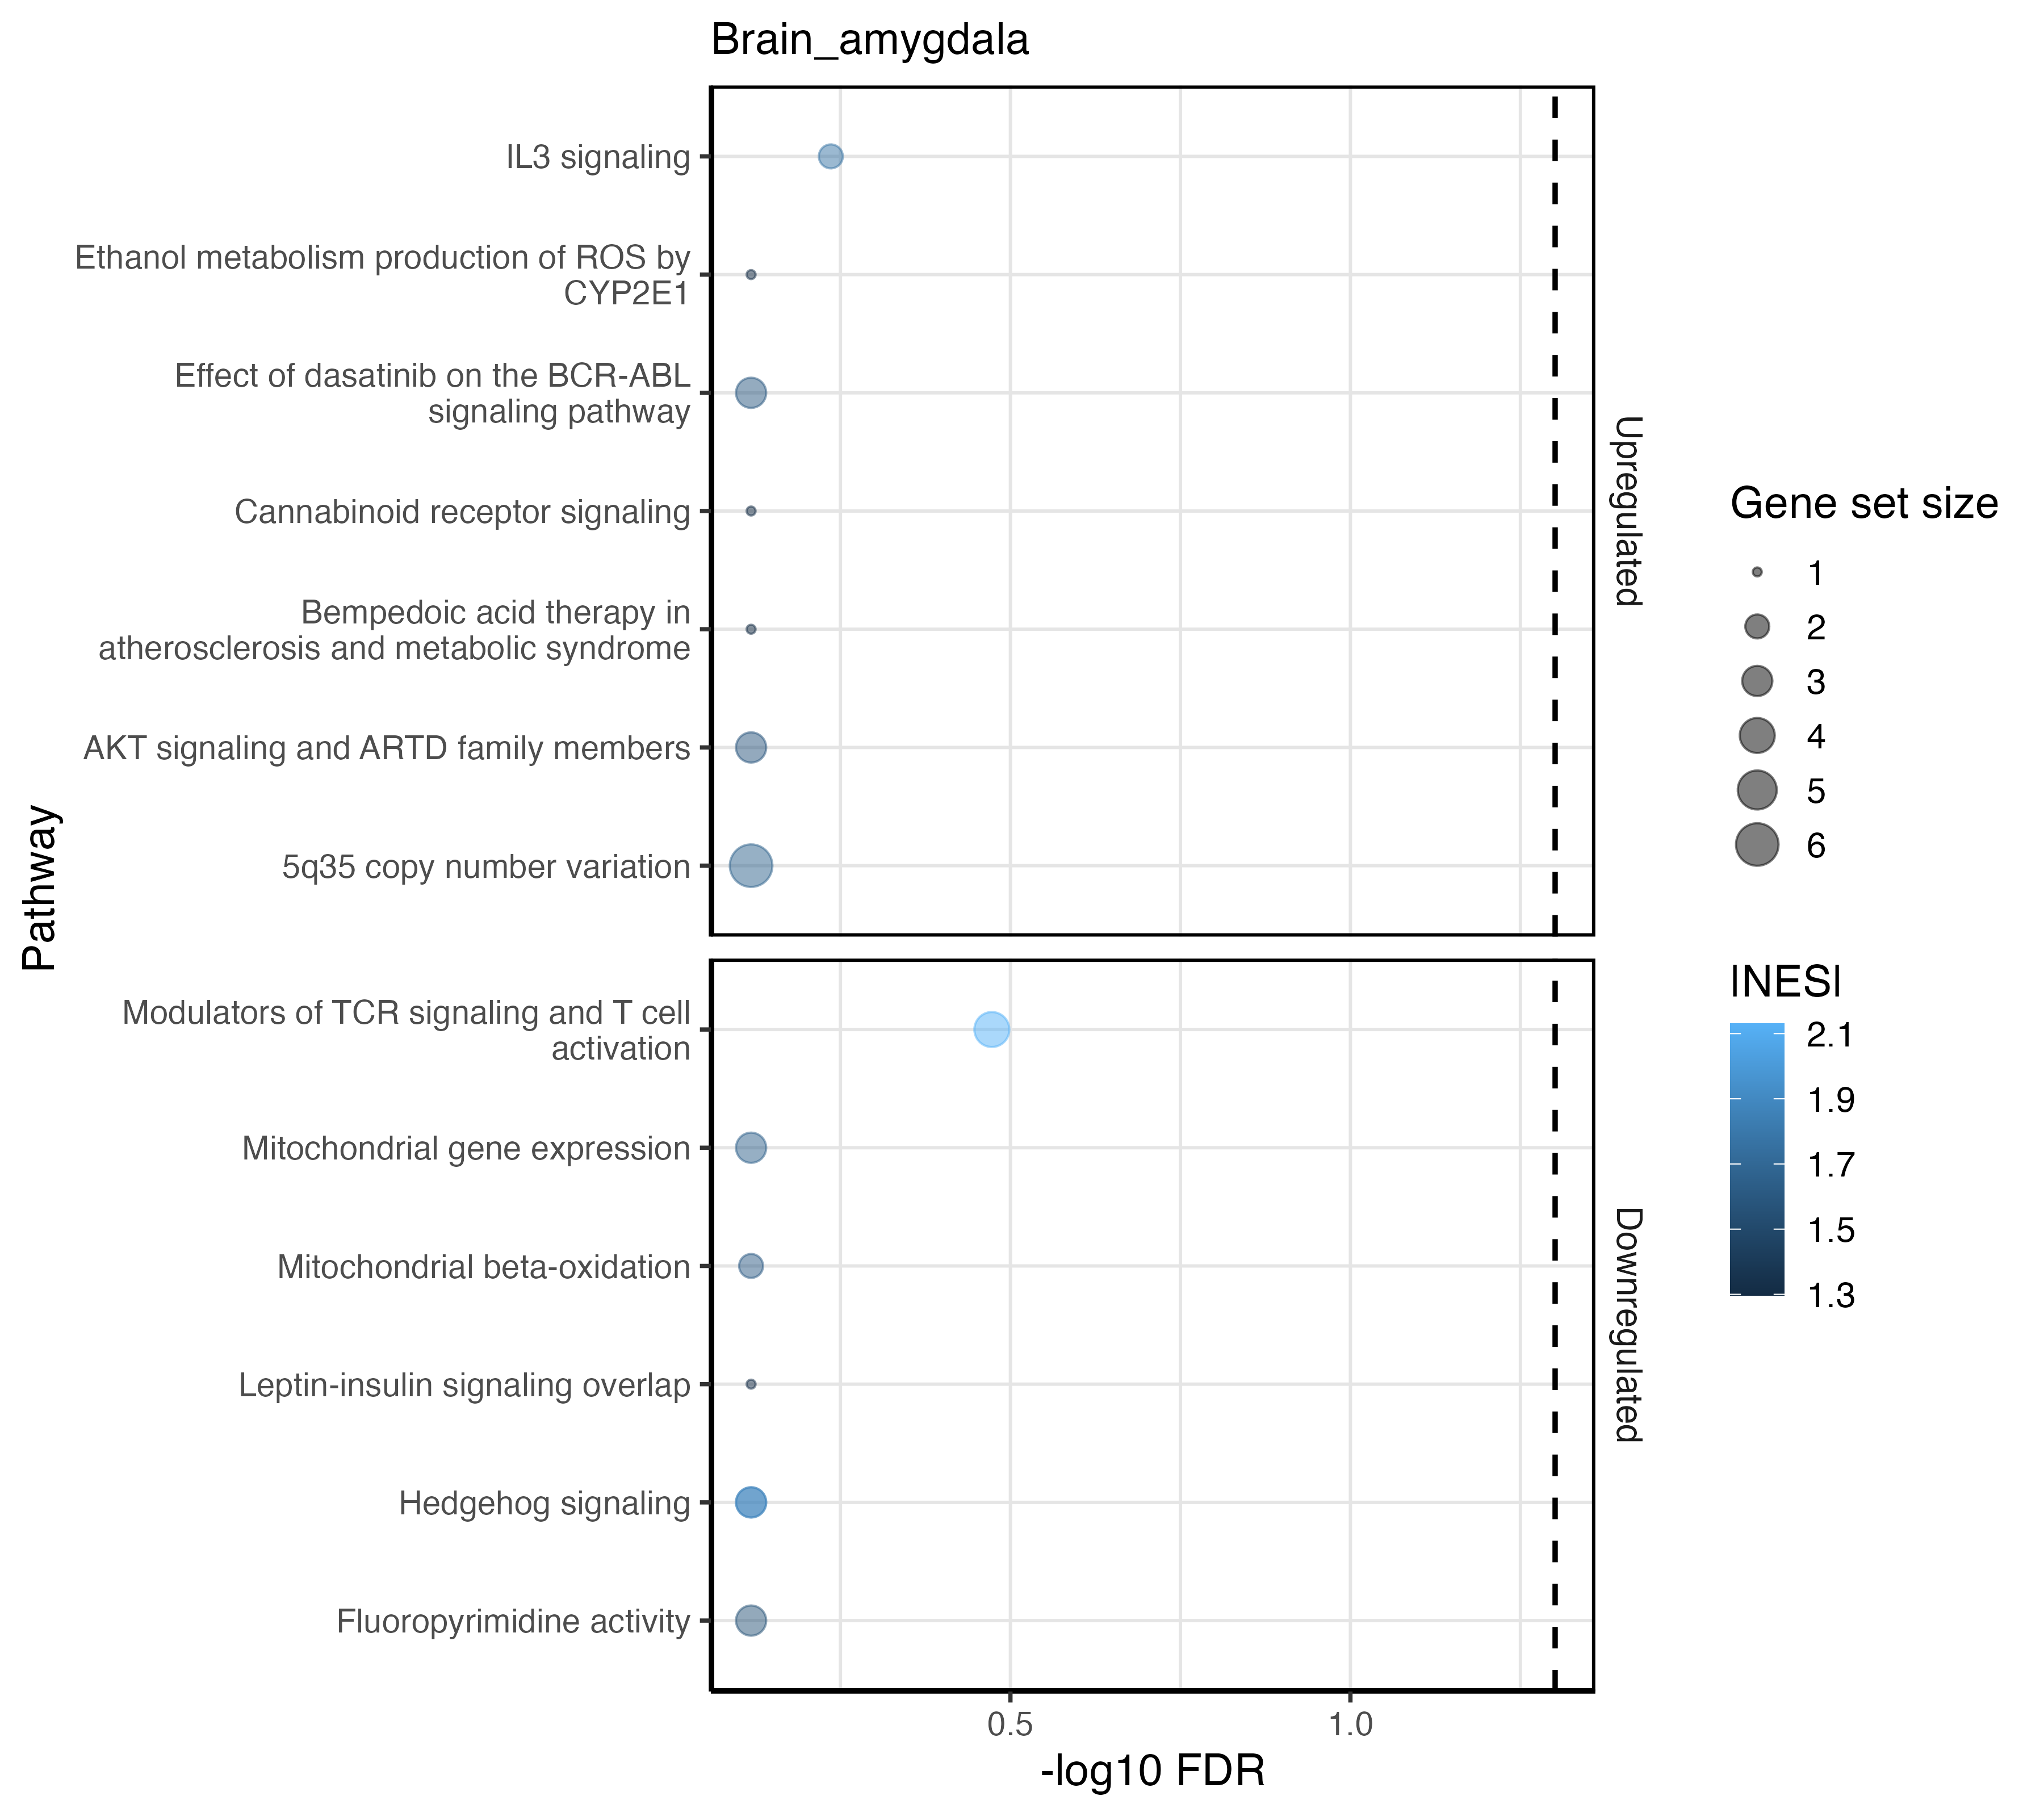 Brain_amygdala
Pathway
IL3 signaling
Ethanol metabolism production of ROS by
CYP2E1
Effect of dasatinib on the BCR-ABL
signaling pathway
Cannabinoid receptor signaling
Bempedoic acid therapy in
atherosclerosis and metabolic syndrome
AKT signaling and ARTD family members
5q35 copy number variation
Upregulated
Modulators of TCR signaling and T cell
activation
Mitochondrial gene expression
Mitochondrial beta-oxidation
Leptin-insulin signaling overlap
Hedgehog signaling
Fluoropyrimidine activity
Downregulated
0.5
1.0
-log10 FDR
Gene set size
1
2
3
4
5
6
|NES|
2.1
1.9
1.7
1.5
1.3